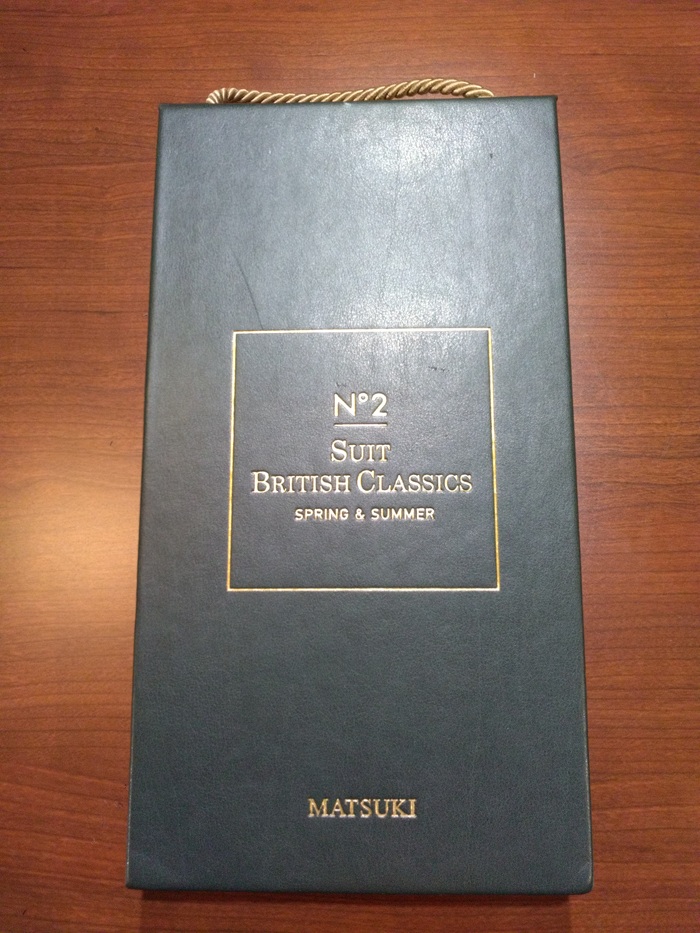 N°2
SUIT
BRITISH CLASSICS
SPRING & SUMMER
MATSUKI